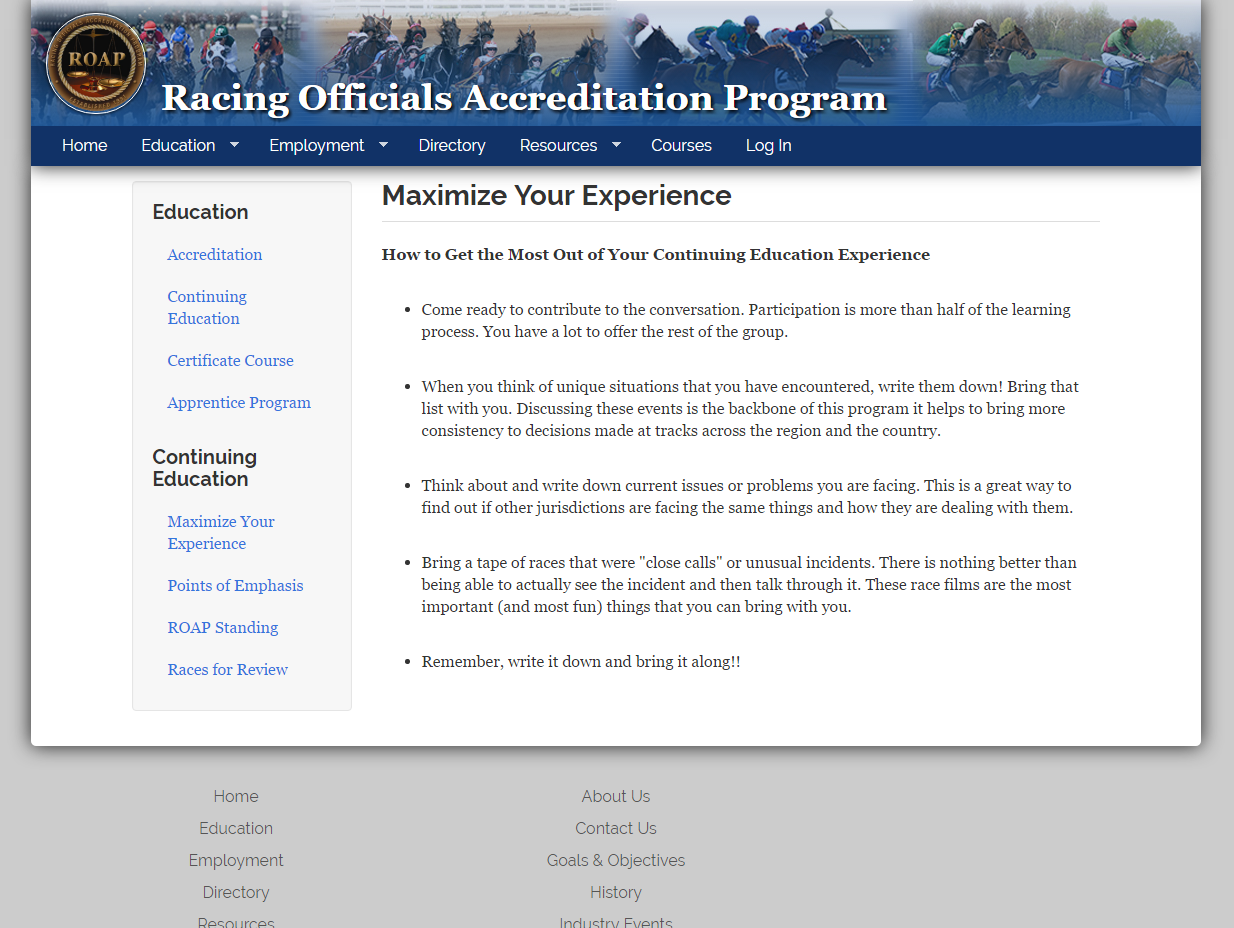 ROAP
Racing Officials Accreditation Program
Home Education Employment Directory Resources Courses Log In
Education
Accreditation
Continuing
Education
Certificate Course
Apprentice Program
Continuing
Education
Maximize Your
Experience
Points of Emphasis
ROAP Standing
Races for Review
Maximize Your Experience
How to Get the Most Out of Your Continuing Education Experience
• Come ready to contribute to the conversation. Participation is more than half of the learning
process. You have a lot to offer the rest of the group.
• When you think of unique situations that you have encountered, write them down! Bring that
list with you. Discussing these events is the backbone of this program it helps to bring more
consistency to decisions made at tracks across the region and the country.
• Think about and write down current issues or problems you are facing. This is a great way to
find out if other jurisdictions are facing the same things and how they are dealing with them.
• Bring a tape of races that were "close calls" or unusual incidents. There is nothing better than
being able to actually see the incident and then talk through it. These race films are the most
important (and most fun) things that you can bring with you.
• Remember, write it down and bring it along!!
Home
Education
Employment
Directory
Resources
About Us
Contact Us
Goals & Objectives
History
Industry Events